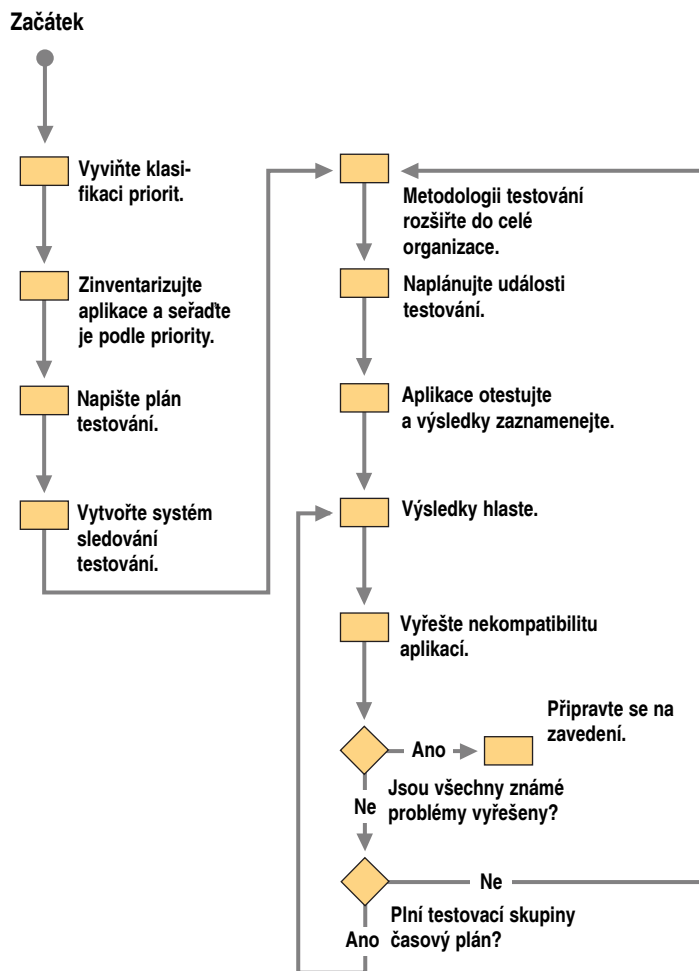 Začátek
Vyviňte klasi-
fikaci priorit.
Zinventarizujte
aplikace a seřaďte
je podle priority.
Napište plán
testování.
Vytvořte systém
sledování
testování.
Metodologii testování
rozšiřte do celé
organizace.
Naplánujte události
testování.
Aplikace otestujte
a výsledky zaznamenejte.
Výsledky hlaste.
Vyřešte nekompatibilitu
aplikací.
Připravte se na
zavedení.
Ano
Jsou všechny známé
problémy vyřešeny?
Ne
Ne
Plní testovací skupiny
časový plán?
Ano